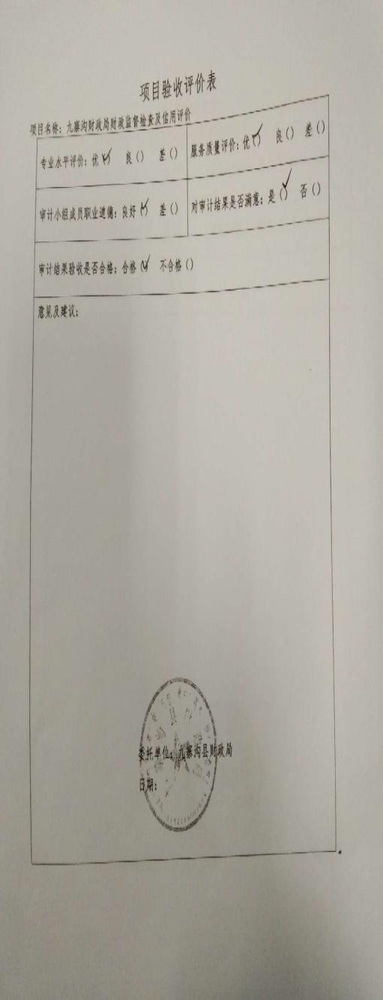 项目验收评价表
项目名称：九寨沟财政局财政监督检查及信用评价
专业水平评价：优(✓) 良() 差()
服务质量评价：优(✓) 良() 差()
审计小组成员职业道德：良好(✓) 差()
对审计结果是否满意：是(✓) 否()
审计结果验收是否合格：合格(✓) 不合格()
意见及建议：
委托单位：九寨沟县财政局
日期：